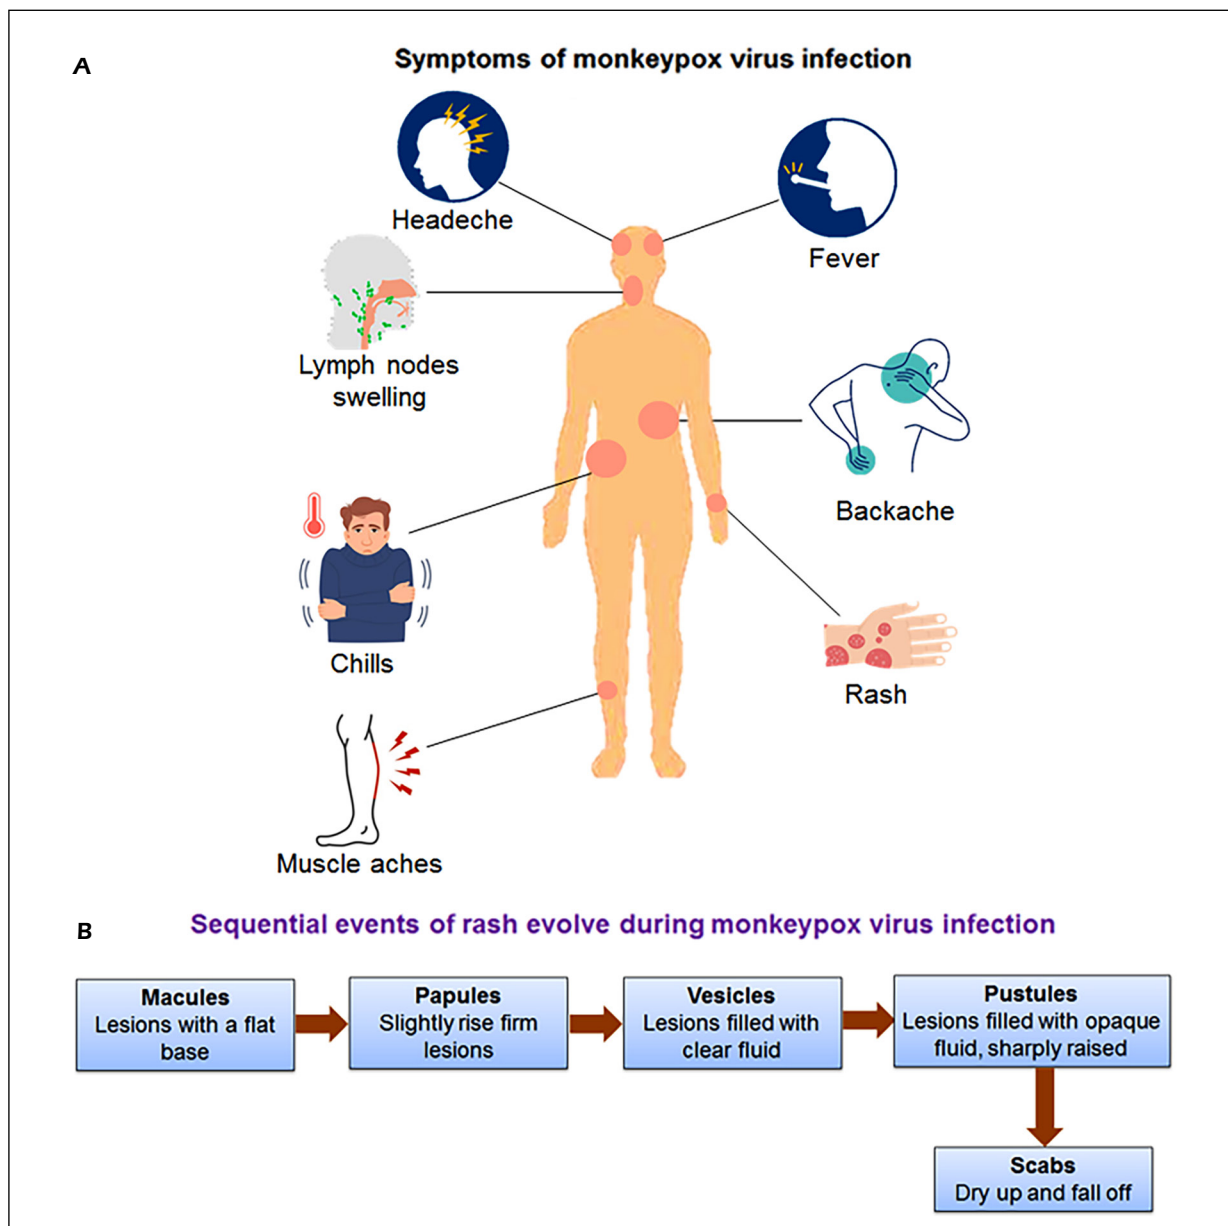 A
Symptoms of monkeypox virus infection
Headeche
Fever
Lymph nodes
swelling
Backache
Chills
Rash
Muscle aches
B
Sequential events of rash evolve during monkeypox virus infection
Macules
Lesions with a flat
base
Papules
Slightly rise firm
lesions
Vesicles
Lesions filled with
clear fluid
Pustules
Lesions filled with opaque
fluid, sharply raised
Scabs
Dry up and fall off